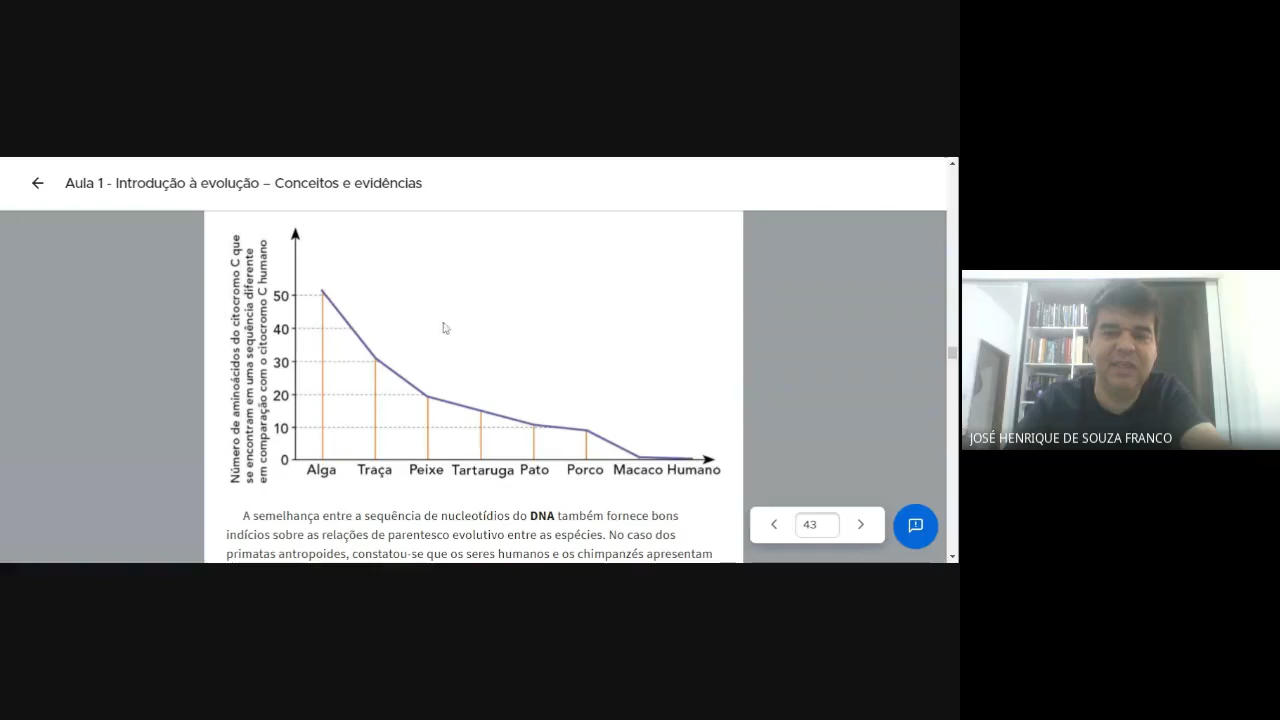 Aula 1 - Introdução à evolução – Conceitos e evidências
Número de aminoácidos do citocromo C que
se encontram em uma sequência diferente
em comparação com o citocromo C humano
50
40
30
20
10
0
Alga Traça Peixe Tartaruga Pato Porco Macaco Humano
A semelhança entre a sequência de nucleotídios do DNA também fornece bons
indícios sobre as relações de parentesco evolutivo entre as espécies. No caso dos
primatas antropoides, constatou-se que os seres humanos e os chimpanzés apresentam
43
JOSÉ HENRIQUE DE SOUZA FRANCO